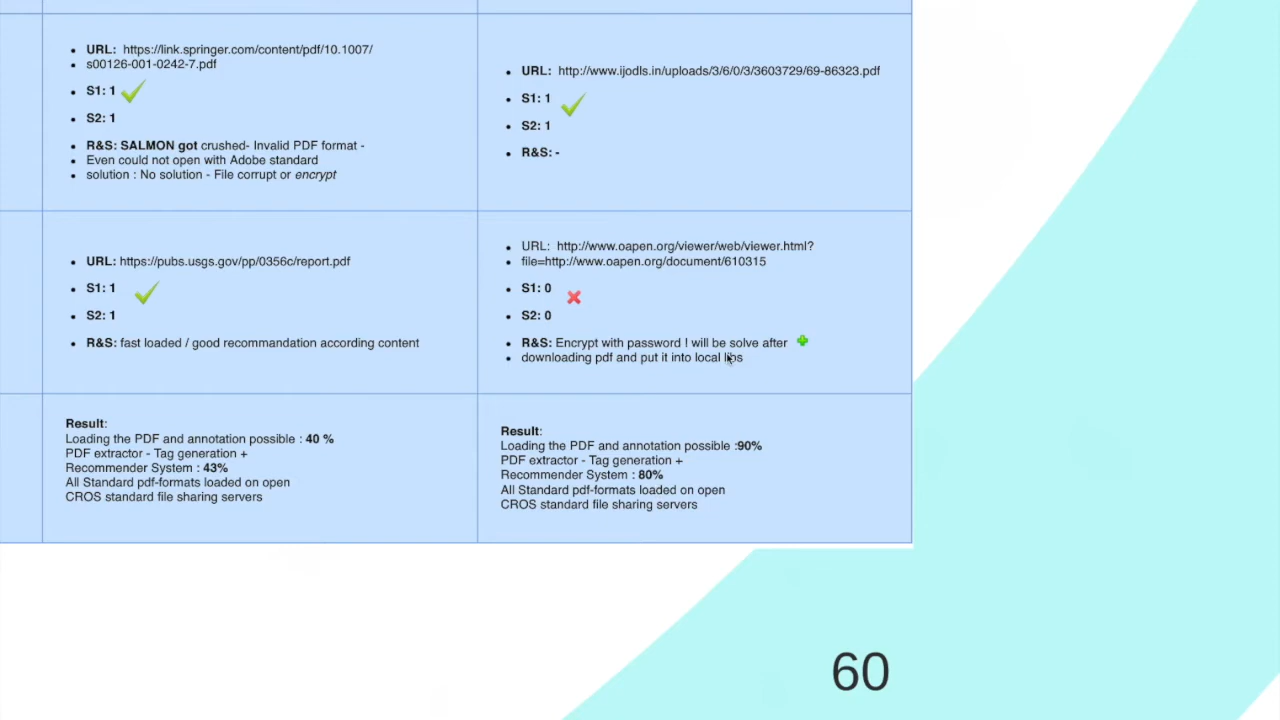 URL: https://link.springer.com/content/pdf/10.1007/
s00126-001-0242-7.pdf
S1: 1
S2: 1
R&S: SALMON got crushed- Invalid PDF format -
Even could not open with Adobe standard
solution : No solution - File corrupt or encrypt
URL: http://www.ijodls.in/uploads/3/6/0/3/3603729/69-86323.pdf
S1: 1
S2: 1
R&S: -
URL: https://pubs.usgs.gov/pp/0356c/report.pdf
S1: 1
S2: 1
R&S: fast loaded / good recommandation according content
URL: http://www.oapen.org/viewer/web/viewer.html?
file=http://www.oapen.org/document/610315
S1: 0
S2: 0
R&S: Encrypt with password ! will be solve after
downloading pdf and put it into local
Result:
Loading the PDF and annotation possible : 40 %
PDF extractor - Tag generation +
Recommender System : 43%
All Standard pdf-formats loaded on open
CROS standard file sharing servers
Result:
Loading the PDF and annotation possible :90%
PDF extractor - Tag generation +
Recommender System : 80%
All Standard pdf-formats loaded on open
CROS standard file sharing servers
60